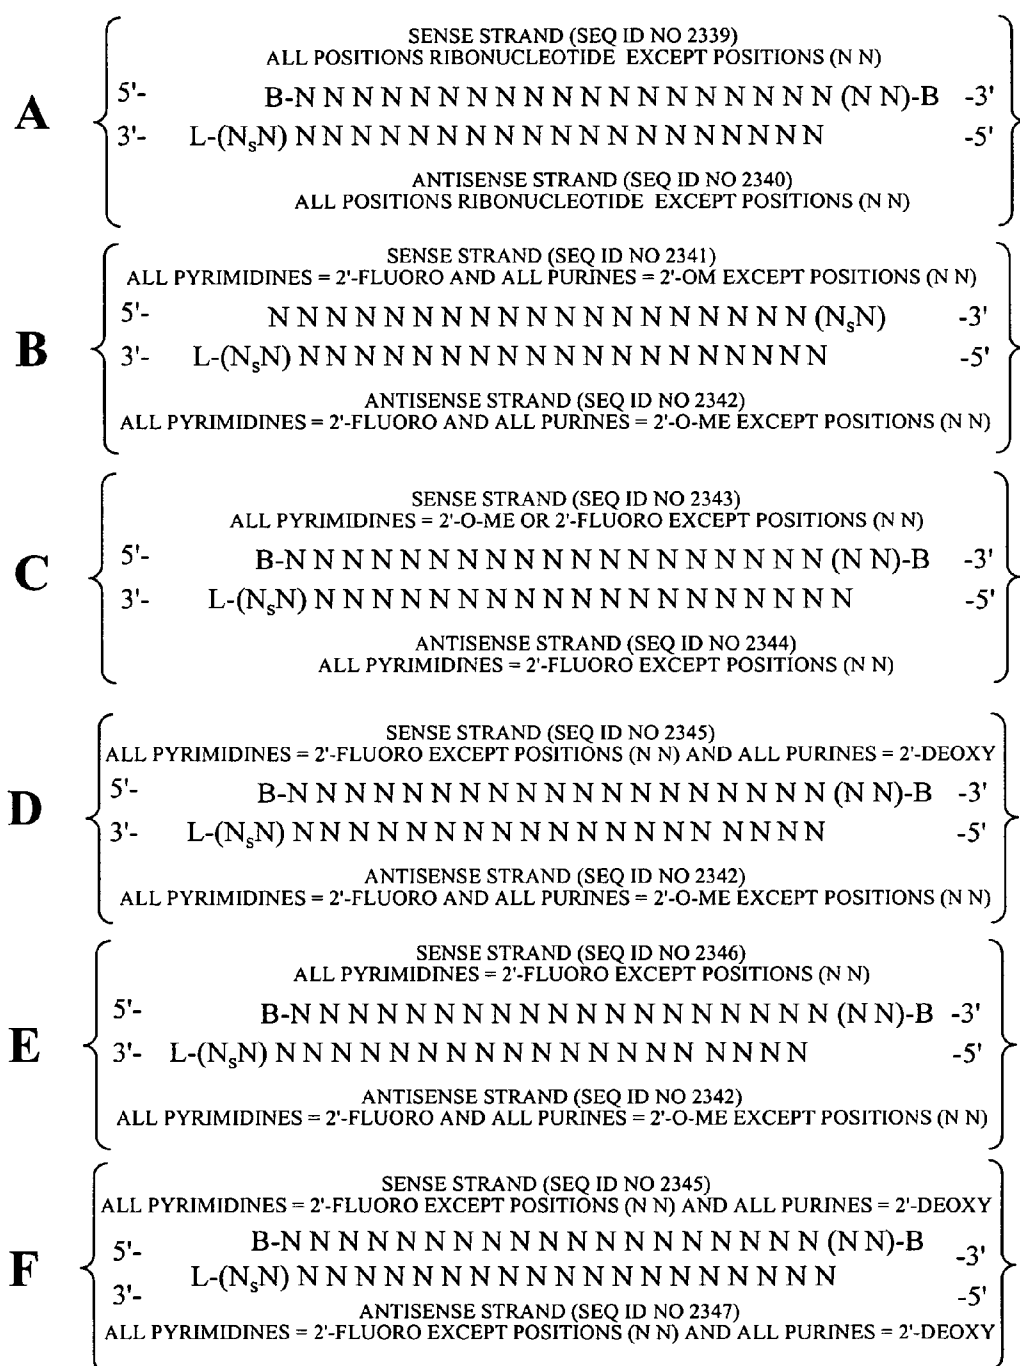 SENSE STRAND (SEQ ID NO 2339)
ALL POSITIONS RIBONUCLEOTIDE EXCEPT POSITIONS (N N)
A
5'- B-N N N N N N N N N N N N N N N N N N N (N N)-B -3'
3'- L-(NsN) N N N N N N N N N N N N N N N N N N N -5'
ANTISENSE STRAND (SEQ ID NO 2340)
ALL POSITIONS RIBONUCLEOTIDE EXCEPT POSITIONS (N N)
SENSE STRAND (SEQ ID NO 2341)
ALL PYRIMIDINES = 2'-FLUORO AND ALL PURINES = 2'-OM EXCEPT POSITIONS (N N)
B
5'- N N N N N N N N N N N N N N N N N N N (NsN) -3'
3'- L-(NsN) N N N N N N N N N N N N N N N N N N N -5'
ANTISENSE STRAND (SEQ ID NO 2342)
ALL PYRIMIDINES = 2'-FLUORO AND ALL PURINES = 2'-O-ME EXCEPT POSITIONS (N N)
SENSE STRAND (SEQ ID NO 2343)
ALL PYRIMIDINES = 2'-O-ME OR 2'-FLUORO EXCEPT POSITIONS (N N)
C
5'- B-N N N N N N N N N N N N N N N N N N N (N N)-B -3'
3'- L-(NsN) N N N N N N N N N N N N N N N N N N N -5'
ANTISENSE STRAND (SEQ ID NO 2344)
ALL PYRIMIDINES = 2'-FLUORO EXCEPT POSITIONS (N N)
SENSE STRAND (SEQ ID NO 2345)
ALL PYRIMIDINES = 2'-FLUORO EXCEPT POSITIONS (N N) AND ALL PURINES = 2'-DEOXY
D
5'- B-N N N N N N N N N N N N N N N N N N N (N N)-B -3'
3'- L-(NsN) N N N N N N N N N N N N N N N N N N N -5'
ANTISENSE STRAND (SEQ ID NO 2342)
ALL PYRIMIDINES = 2'-FLUORO AND ALL PURINES = 2'-O-ME EXCEPT POSITIONS (N N)
SENSE STRAND (SEQ ID NO 2346)
ALL PYRIMIDINES = 2'-FLUORO EXCEPT POSITIONS (N N)
E
5'- B-N N N N N N N N N N N N N N N N N N N (N N)-B -3'
3'- L-(NsN) N N N N N N N N N N N N N N N N N N N -5'
ANTISENSE STRAND (SEQ ID NO 2342)
ALL PYRIMIDINES = 2'-FLUORO AND ALL PURINES = 2'-O-ME EXCEPT POSITIONS (N N)
SENSE STRAND (SEQ ID NO 2345)
ALL PYRIMIDINES = 2'-FLUORO EXCEPT POSITIONS (N N) AND ALL PURINES = 2'-DEOXY
F
5'- B-N N N N N N N N N N N N N N N N N N N (N N)-B -3'
3'- L-(NsN) N N N N N N N N N N N N N N N N N N N -5'
ANTISENSE STRAND (SEQ ID NO 2347)
ALL PYRIMIDINES = 2'-FLUORO EXCEPT POSITIONS (N N) AND ALL PURINES = 2'-DEOXY